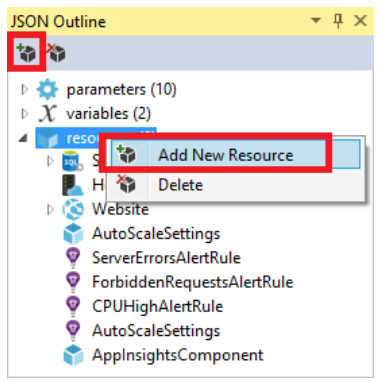 JSON Outline
parameters (10)
variables (2)
Add New Resource
Delete
Website
AutoScaleSettings
ServerErrorsAlertRule
ForbiddenRequestsAlertRule
CPUHighAlertRule
AutoScaleSettings
AppInsightsComponent